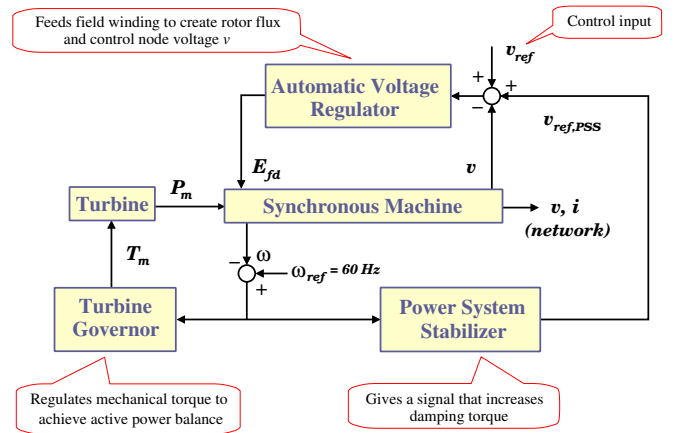 Feeds field winding to create rotor flux
and control node voltage v
Control input
v_ref
+
+
−
Automatic Voltage
Regulator
v_ref,PSS
E_fd
v
P_m
Turbine
Synchronous Machine
v, i
(network)
T_m
−
ω
ω_ref = 60 Hz
+
Turbine
Governor
Power System
Stabilizer
Regulates mechanical torque to
achieve active power balance
Gives a signal that increases
damping torque